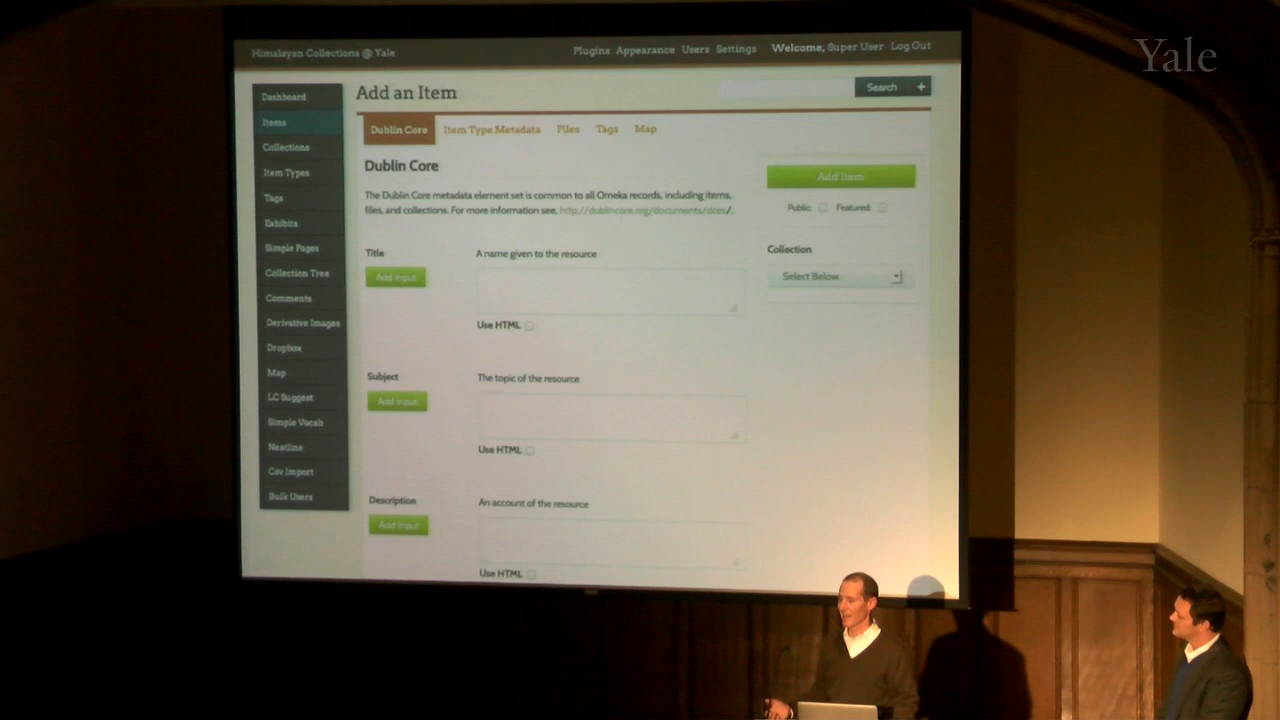 Yale
Himalayan Collections @ Yale
Plugins Appearance Users Settings Welcome, Super User Log Out
Add an Item
Search +
Dashboard
Items
Collections
Item Types
Tags
Exhibits
Simple Pages
Collection Tree
Comments
Derivative Images
Dropbox
Map
LC Suggest
Simple Vocab
Neatline
Csv Import
Bulk Users
Dublin Core Item Type Metadata Files Tags Map
Dublin Core
The Dublin Core metadata element set is common to all Omeka records, including items,
files, and collections. For more information see, http://dublincore.org/documents/dces/.
Title
Add Input
A name given to the resource
Use HTML
Subject
Add Input
The topic of the resource
Use HTML
Description
Add Input
An account of the resource
Use HTML
Add Item
Public: Featured:
Collection
Select Below